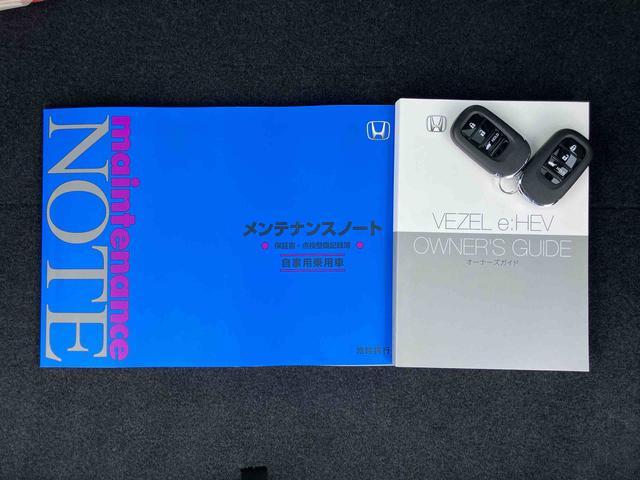 maintenance
NOTE
メンテナンスノート
保証書・点検整備記録簿
自家用乗用車
VEZEL e:HEV
OWNER'S GUIDE
オーナーズガイド